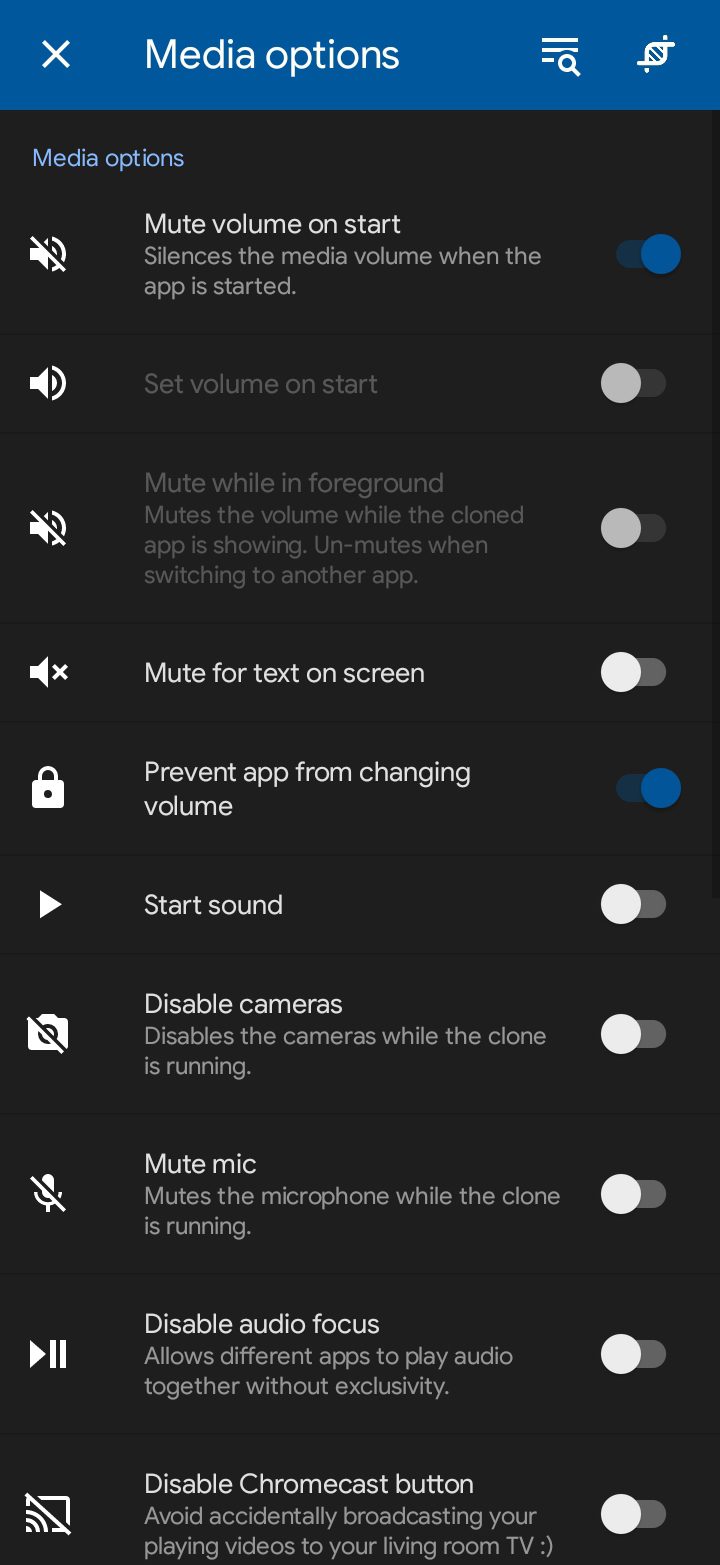 Media options
Media options
Mute volume on start
Silences the media volume when the
app is started.
Set volume on start
Mute while in foreground
Mutes the volume while the cloned
app is showing. Un-mutes when
switching to another app.
Mute for text on screen
Prevent app from changing
volume
Start sound
Disable cameras
Disables the cameras while the clone
is running.
Mute mic
Mutes the microphone while the clone
is running.
Disable audio focus
Allows different apps to play audio
together without exclusivity.
Disable Chromecast button
Avoid accidentally broadcasting your
playing videos to your living room TV :)